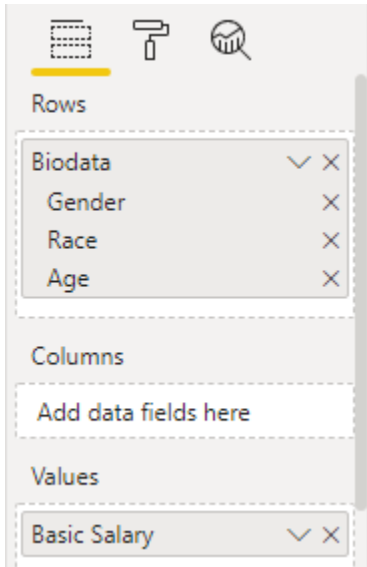 Rows
Biodata
Gender
Race
Age
Columns
Add data fields here
Values
Basic Salary